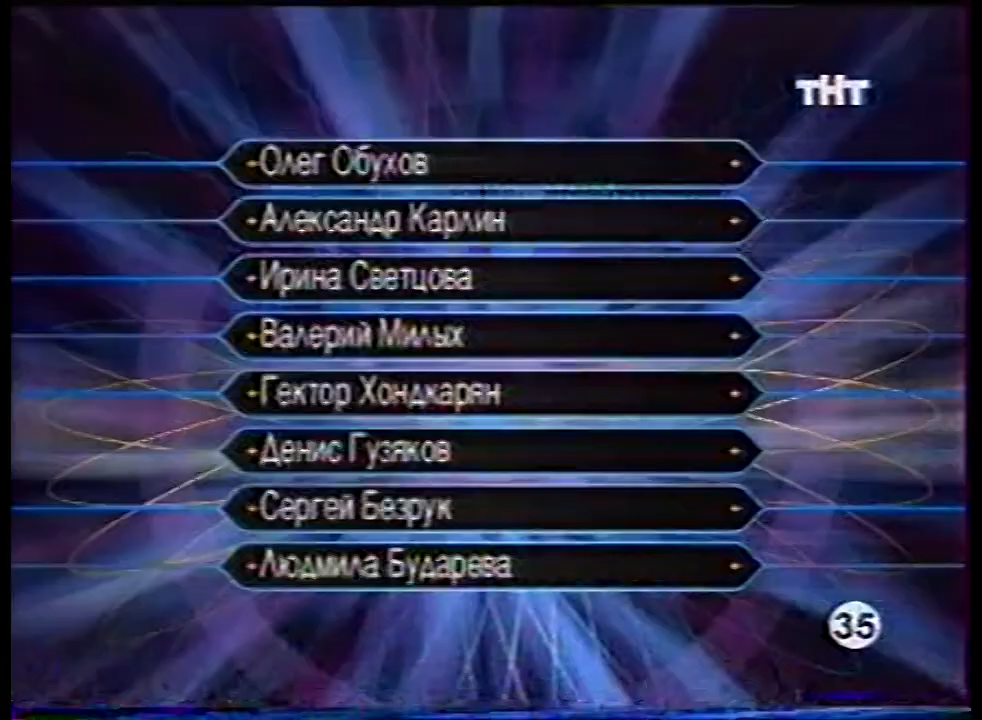 ТНТ
Олег Обухов
Александр Карлин
Ирина Светцова
Валерий Милых
Гектор Хондкарян
Денис Гузяков
Сергей Безрук
Людмила Бударева
35